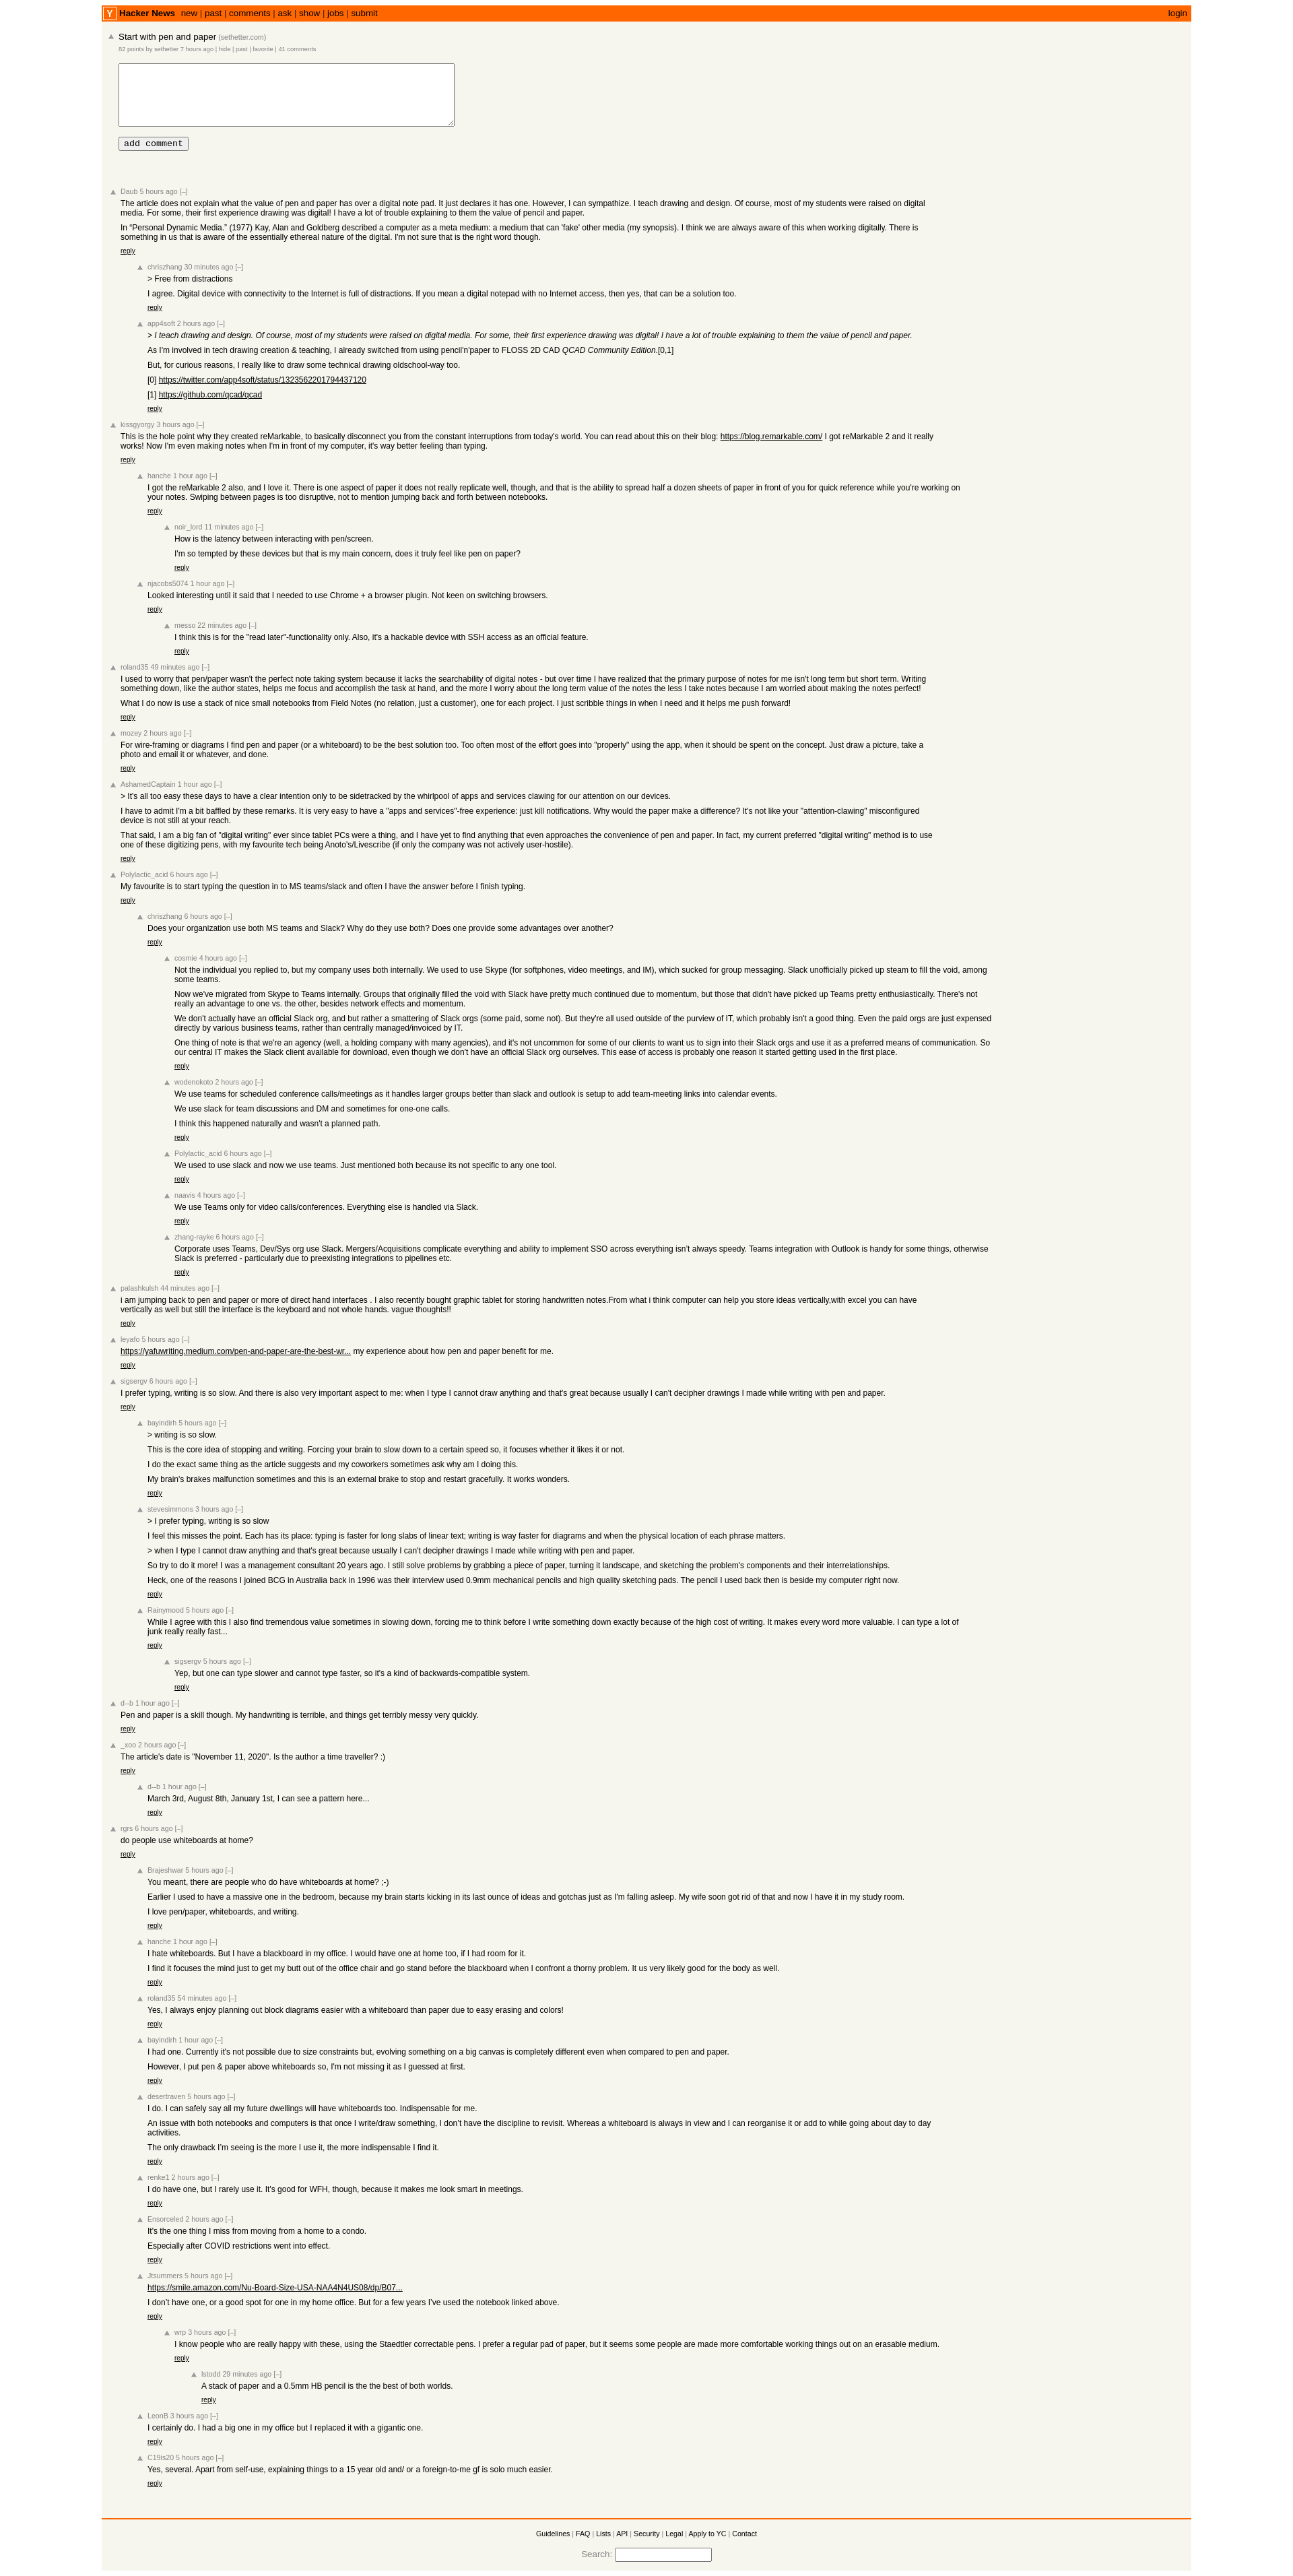 Y Hacker News new | past | comments | ask | show | jobs | submit login
Start with pen and paper (sethetter.com)
82 points by sethetter 7 hours ago | hide | past | favorite | 41 comments
add comment
Daub 5 hours ago [–]
The article does not explain what the value of pen and paper has over a digital note pad. It just declares it has one. However, I can sympathize. I teach drawing and design. Of course, most of my students were raised on digital
media. For some, their first experience drawing was digital! I have a lot of trouble explaining to them the value of pencil and paper.
In “Personal Dynamic Media.” (1977) Kay, Alan and Goldberg described a computer as a meta medium: a medium that can 'fake' other media (my synopsis). I think we are always aware of this when working digitally. There is
something in us that is aware of the essentially ethereal nature of the digital. I'm not sure that is the right word though.
reply
chriszhang 30 minutes ago [–]
> Free from distractions
I agree. Digital device with connectivity to the Internet is full of distractions. If you mean a digital notepad with no Internet access, then yes, that can be a solution too.
reply
app4soft 2 hours ago [–]
> I teach drawing and design. Of course, most of my students were raised on digital media. For some, their first experience drawing was digital! I have a lot of trouble explaining to them the value of pencil and paper.
As I'm involved in tech drawing creation & teaching, I already switched from using pencil'n'paper to FLOSS 2D CAD QCAD Community Edition.[0,1]
But, for curious reasons, I really like to draw some technical drawing oldschool-way too.
[0] https://twitter.com/app4soft/status/1323562201794437120
[1] https://github.com/qcad/qcad
reply
kissgyorgy 3 hours ago [–]
This is the hole point why they created reMarkable, to basically disconnect you from the constant interruptions from today's world. You can read about this on their blog: https://blog.remarkable.com/ I got reMarkable 2 and it really
works! Now I'm even making notes when I'm in front of my computer, it's way better feeling than typing.
reply
hanche 1 hour ago [–]
I got the reMarkable 2 also, and I love it. There is one aspect of paper it does not really replicate well, though, and that is the ability to spread half a dozen sheets of paper in front of you for quick reference while you're working on
your notes. Swiping between pages is too disruptive, not to mention jumping back and forth between notebooks.
reply
noir_lord 11 minutes ago [–]
How is the latency between interacting with pen/screen.
I'm so tempted by these devices but that is my main concern, does it truly feel like pen on paper?
reply
njacobs5074 1 hour ago [–]
Looked interesting until it said that I needed to use Chrome + a browser plugin. Not keen on switching browsers.
reply
messo 22 minutes ago [–]
I think this is for the "read later"-functionality only. Also, it's a hackable device with SSH access as an official feature.
reply
roland35 49 minutes ago [–]
I used to worry that pen/paper wasn't the perfect note taking system because it lacks the searchability of digital notes - but over time I have realized that the primary purpose of notes for me isn't long term but short term. Writing
something down, like the author states, helps me focus and accomplish the task at hand, and the more I worry about the long term value of the notes the less I take notes because I am worried about making the notes perfect!
What I do now is use a stack of nice small notebooks from Field Notes (no relation, just a customer), one for each project. I just scribble things in when I need and it helps me push forward!
reply
mozey 2 hours ago [–]
For wire-framing or diagrams I find pen and paper (or a whiteboard) to be the best solution too. Too often most of the effort goes into "properly" using the app, when it should be spent on the concept. Just draw a picture, take a
photo and email it or whatever, and done.
reply
AshamedCaptain 1 hour ago [–]
> It's all too easy these days to have a clear intention only to be sidetracked by the whirlpool of apps and services clawing for our attention on our devices.
I have to admit I'm a bit baffled by these remarks. It is very easy to have a "apps and services"-free experience: just kill notifications. Why would the paper make a difference? It's not like your "attention-clawing" misconfigured
device is not still at your reach.
That said, I am a big fan of "digital writing" ever since tablet PCs were a thing, and I have yet to find anything that even approaches the convenience of pen and paper. In fact, my current preferred "digital writing" method is to use
one of these digitizing pens, with my favourite tech being Anoto's/Livescribe (if only the company was not actively user-hostile).
reply
Polylactic_acid 6 hours ago [–]
My favourite is to start typing the question in to MS teams/slack and often I have the answer before I finish typing.
reply
chriszhang 6 hours ago [–]
Does your organization use both MS teams and Slack? Why do they use both? Does one provide some advantages over another?
reply
cosmie 4 hours ago [–]
Not the individual you replied to, but my company uses both internally. We used to use Skype (for softphones, video meetings, and IM), which sucked for group messaging. Slack unofficially picked up steam to fill the void, among
some teams.
Now we've migrated from Skype to Teams internally. Groups that originally filled the void with Slack have pretty much continued due to momentum, but those that didn't have picked up Teams pretty enthusiastically. There's not
really an advantage to one vs. the other, besides network effects and momentum.
We don't actually have an official Slack org, and but rather a smattering of Slack orgs (some paid, some not). But they're all used outside of the purview of IT, which probably isn't a good thing. Even the paid orgs are just expensed
directly by various business teams, rather than centrally managed/invoiced by IT.
One thing of note is that we're an agency (well, a holding company with many agencies), and it's not uncommon for some of our clients to want us to sign into their Slack orgs and use it as a preferred means of communication. So
our central IT makes the Slack client available for download, even though we don't have an official Slack org ourselves. This ease of access is probably one reason it started getting used in the first place.
reply
wodenokoto 2 hours ago [–]
We use teams for scheduled conference calls/meetings as it handles larger groups better than slack and outlook is setup to add team-meeting links into calendar events.
We use slack for team discussions and DM and sometimes for one-one calls.
I think this happened naturally and wasn't a planned path.
reply
Polylactic_acid 6 hours ago [–]
We used to use slack and now we use teams. Just mentioned both because its not specific to any one tool.
reply
naavis 4 hours ago [–]
We use Teams only for video calls/conferences. Everything else is handled via Slack.
reply
zhang-rayke 6 hours ago [–]
Corporate uses Teams, Dev/Sys org use Slack. Mergers/Acquisitions complicate everything and ability to implement SSO across everything isn’t always speedy. Teams integration with Outlook is handy for some things, otherwise
Slack is preferred - particularly due to preexisting integrations to pipelines etc.
reply
palashkulsh 44 minutes ago [–]
i am jumping back to pen and paper or more of direct hand interfaces . I also recently bought graphic tablet for storing handwritten notes.From what i think computer can help you store ideas vertically,with excel you can have
vertically as well but still the interface is the keyboard and not whole hands. vague thoughts!!
reply
leyafo 5 hours ago [–]
https://yafuwriting.medium.com/pen-and-paper-are-the-best-wr... my experience about how pen and paper benefit for me.
reply
sigsergv 6 hours ago [–]
I prefer typing, writing is so slow. And there is also very important aspect to me: when I type I cannot draw anything and that's great because usually I can't decipher drawings I made while writing with pen and paper.
reply
bayindirh 5 hours ago [–]
> writing is so slow.
This is the core idea of stopping and writing. Forcing your brain to slow down to a certain speed so, it focuses whether it likes it or not.
I do the exact same thing as the article suggests and my coworkers sometimes ask why am I doing this.
My brain's brakes malfunction sometimes and this is an external brake to stop and restart gracefully. It works wonders.
reply
stevesimmons 3 hours ago [–]
> I prefer typing, writing is so slow
I feel this misses the point. Each has its place: typing is faster for long slabs of linear text; writing is way faster for diagrams and when the physical location of each phrase matters.
> when I type I cannot draw anything and that's great because usually I can't decipher drawings I made while writing with pen and paper.
So try to do it more! I was a management consultant 20 years ago. I still solve problems by grabbing a piece of paper, turning it landscape, and sketching the problem's components and their interrelationships.
Heck, one of the reasons I joined BCG in Australia back in 1996 was their interview used 0.9mm mechanical pencils and high quality sketching pads. The pencil I used back then is beside my computer right now.
reply
Rainymood 5 hours ago [–]
While I agree with this I also find tremendous value sometimes in slowing down, forcing me to think before I write something down exactly because of the high cost of writing. It makes every word more valuable. I can type a lot of
junk really really fast...
reply
sigsergv 5 hours ago [–]
Yep, but one can type slower and cannot type faster, so it's a kind of backwards-compatible system.
reply
d--b 1 hour ago [–]
Pen and paper is a skill though. My handwriting is terrible, and things get terribly messy very quickly.
reply
_xoo 2 hours ago [–]
The article's date is "November 11, 2020". Is the author a time traveller? :)
reply
d--b 1 hour ago [–]
March 3rd, August 8th, January 1st, I can see a pattern here...
reply
rgrs 6 hours ago [–]
do people use whiteboards at home?
reply
Brajeshwar 5 hours ago [–]
You meant, there are people who do have whiteboards at home? ;-)
Earlier I used to have a massive one in the bedroom, because my brain starts kicking in its last ounce of ideas and gotchas just as I'm falling asleep. My wife soon got rid of that and now I have it in my study room.
I love pen/paper, whiteboards, and writing.
reply
hanche 1 hour ago [–]
I hate whiteboards. But I have a blackboard in my office. I would have one at home too, if I had room for it.
I find it focuses the mind just to get my butt out of the office chair and go stand before the blackboard when I confront a thorny problem. It us very likely good for the body as well.
reply
roland35 54 minutes ago [–]
Yes, I always enjoy planning out block diagrams easier with a whiteboard than paper due to easy erasing and colors!
reply
bayindirh 1 hour ago [–]
I had one. Currently it's not possible due to size constraints but, evolving something on a big canvas is completely different even when compared to pen and paper.
However, I put pen & paper above whiteboards so, I'm not missing it as I guessed at first.
reply
desertraven 5 hours ago [–]
I do. I can safely say all my future dwellings will have whiteboards too. Indispensable for me.
An issue with both notebooks and computers is that once I write/draw something, I don’t have the discipline to revisit. Whereas a whiteboard is always in view and I can reorganise it or add to while going about day to day
activities.
The only drawback I’m seeing is the more I use it, the more indispensable I find it.
reply
renke1 2 hours ago [–]
I do have one, but I rarely use it. It's good for WFH, though, because it makes me look smart in meetings.
reply
Ensorceled 2 hours ago [–]
It's the one thing I miss from moving from a home to a condo.
Especially after COVID restrictions went into effect.
reply
Jtsummers 5 hours ago [–]
https://smile.amazon.com/Nu-Board-Size-USA-NAA4N4US08/dp/B07...
I don’t have one, or a good spot for one in my home office. But for a few years I’ve used the notebook linked above.
reply
wrp 3 hours ago [–]
I know people who are really happy with these, using the Staedtler correctable pens. I prefer a regular pad of paper, but it seems some people are made more comfortable working things out on an erasable medium.
reply
lstodd 29 minutes ago [–]
A stack of paper and a 0.5mm HB pencil is the the best of both worlds.
reply
LeonB 3 hours ago [–]
I certainly do. I had a big one in my office but I replaced it with a gigantic one.
reply
C19is20 5 hours ago [–]
Yes, several. Apart from self-use, explaining things to a 15 year old and/ or a foreign-to-me gf is solo much easier.
reply
Guidelines | FAQ | Lists | API | Security | Legal | Apply to YC | Contact
Search: